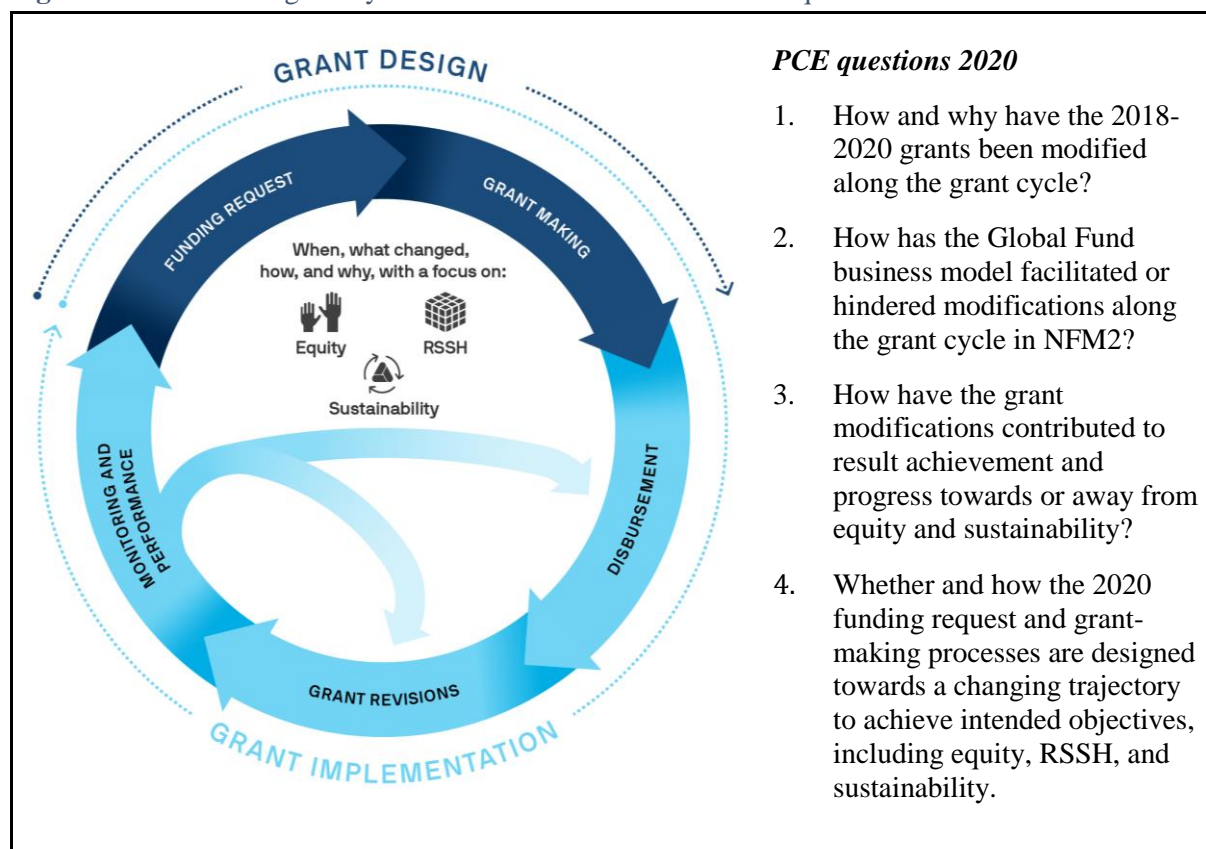 GRANT DESIGN
FUNDING REQUEST
GRANT MAKING
When, what changed,
how, and why, with a focus on:
Equity
RSSH
Sustainability
MONITORING AND
PERFORMANCE
DISBURSEMENT
GRANT REVISIONS
GRANT IMPLEMENTATION
PCE questions 2020
1. How and why have the 2018-
2020 grants been modified
along the grant cycle?
2. How has the Global Fund
business model facilitated or
hindered modifications along
the grant cycle in NFM2?
3. How have the grant
modifications contributed to
result achievement and
progress towards or away from
equity and sustainability?
4. Whether and how the 2020
funding request and grant-
making processes are designed
towards a changing trajectory
to achieve intended objectives,
including equity, RSSH, and
sustainability.